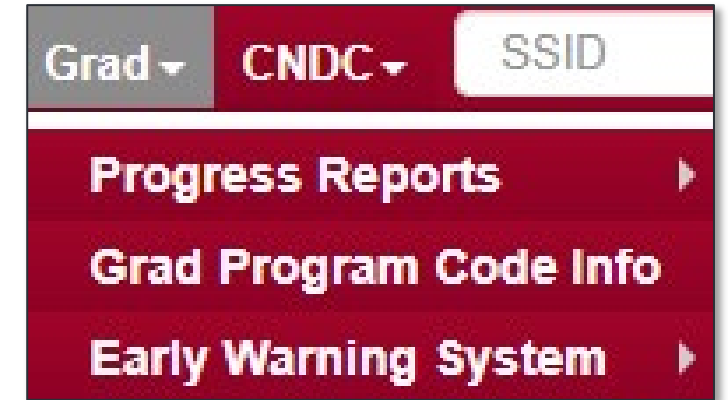 Grad CNDC SSID
Progress Reports
Grad Program Code Info
Early Warning System